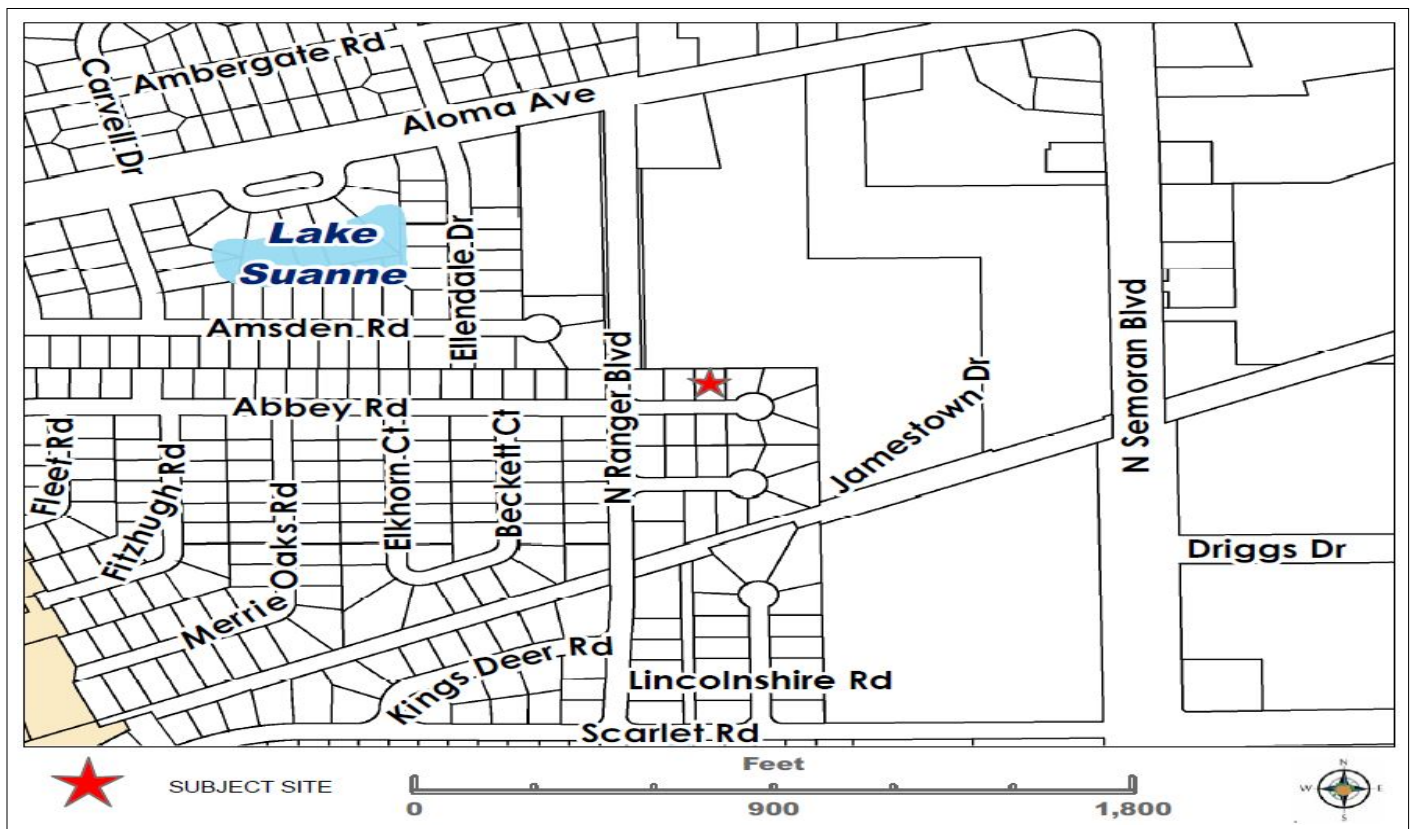 Ambergate Rd
Carvell Dr
Aloma Ave
Lake
Suanne
Ellendale Dr
Amsden Rd
N Ranger Blvd
N Semoran Blvd
Jamestown Dr
Abbey Rd
Fleet Rd
Fitzhugh Rd
Merrie Oaks Rd
Elkhorn Ct
Beckett Ct
Driggs Dr
Kings Deer Rd
Lincolnshire Rd
Scarlet Rd
SUBJECT SITE
Feet
0 900 1,800
N
W E
S